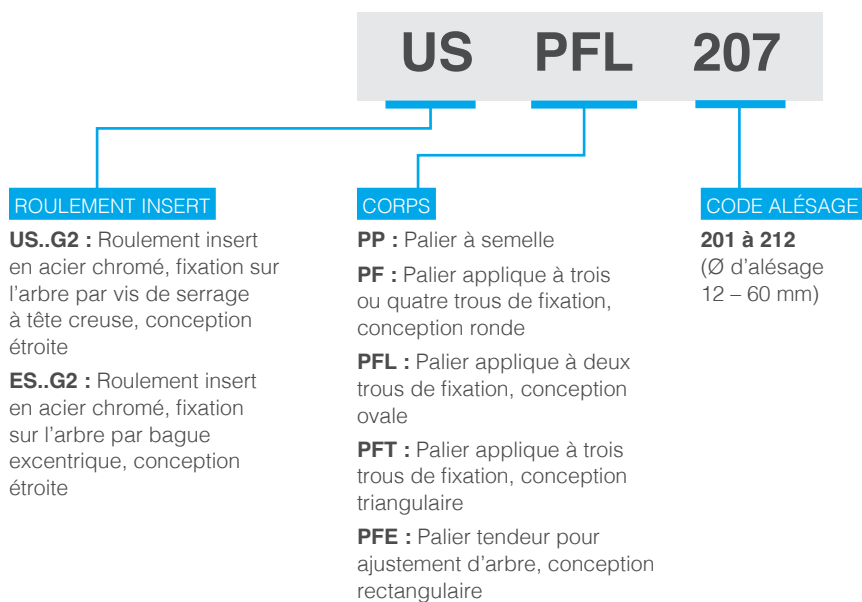 US PFL 207
ROULEMENT INSERT
US..G2 : Roulement insert
en acier chromé, fixation sur
l'arbre par vis de serrage
à tête creuse, conception
étroite
ES..G2 : Roulement insert
en acier chromé, fixation
sur l'arbre par bague
excentrique, conception
étroite
CORPS
PP : Palier à semelle
PF : Palier applique à trois
ou quatre trous de fixation,
conception ronde
PFL : Palier applique à deux
trous de fixation, conception
ovale
PFT : Palier applique à trois
trous de fixation, conception
triangulaire
PFE : Palier tendeur pour
ajustement d'arbre, conception
rectangulaire
CODE ALÉSAGE
201 à 212
(Ø d'alésage
12 – 60 mm)